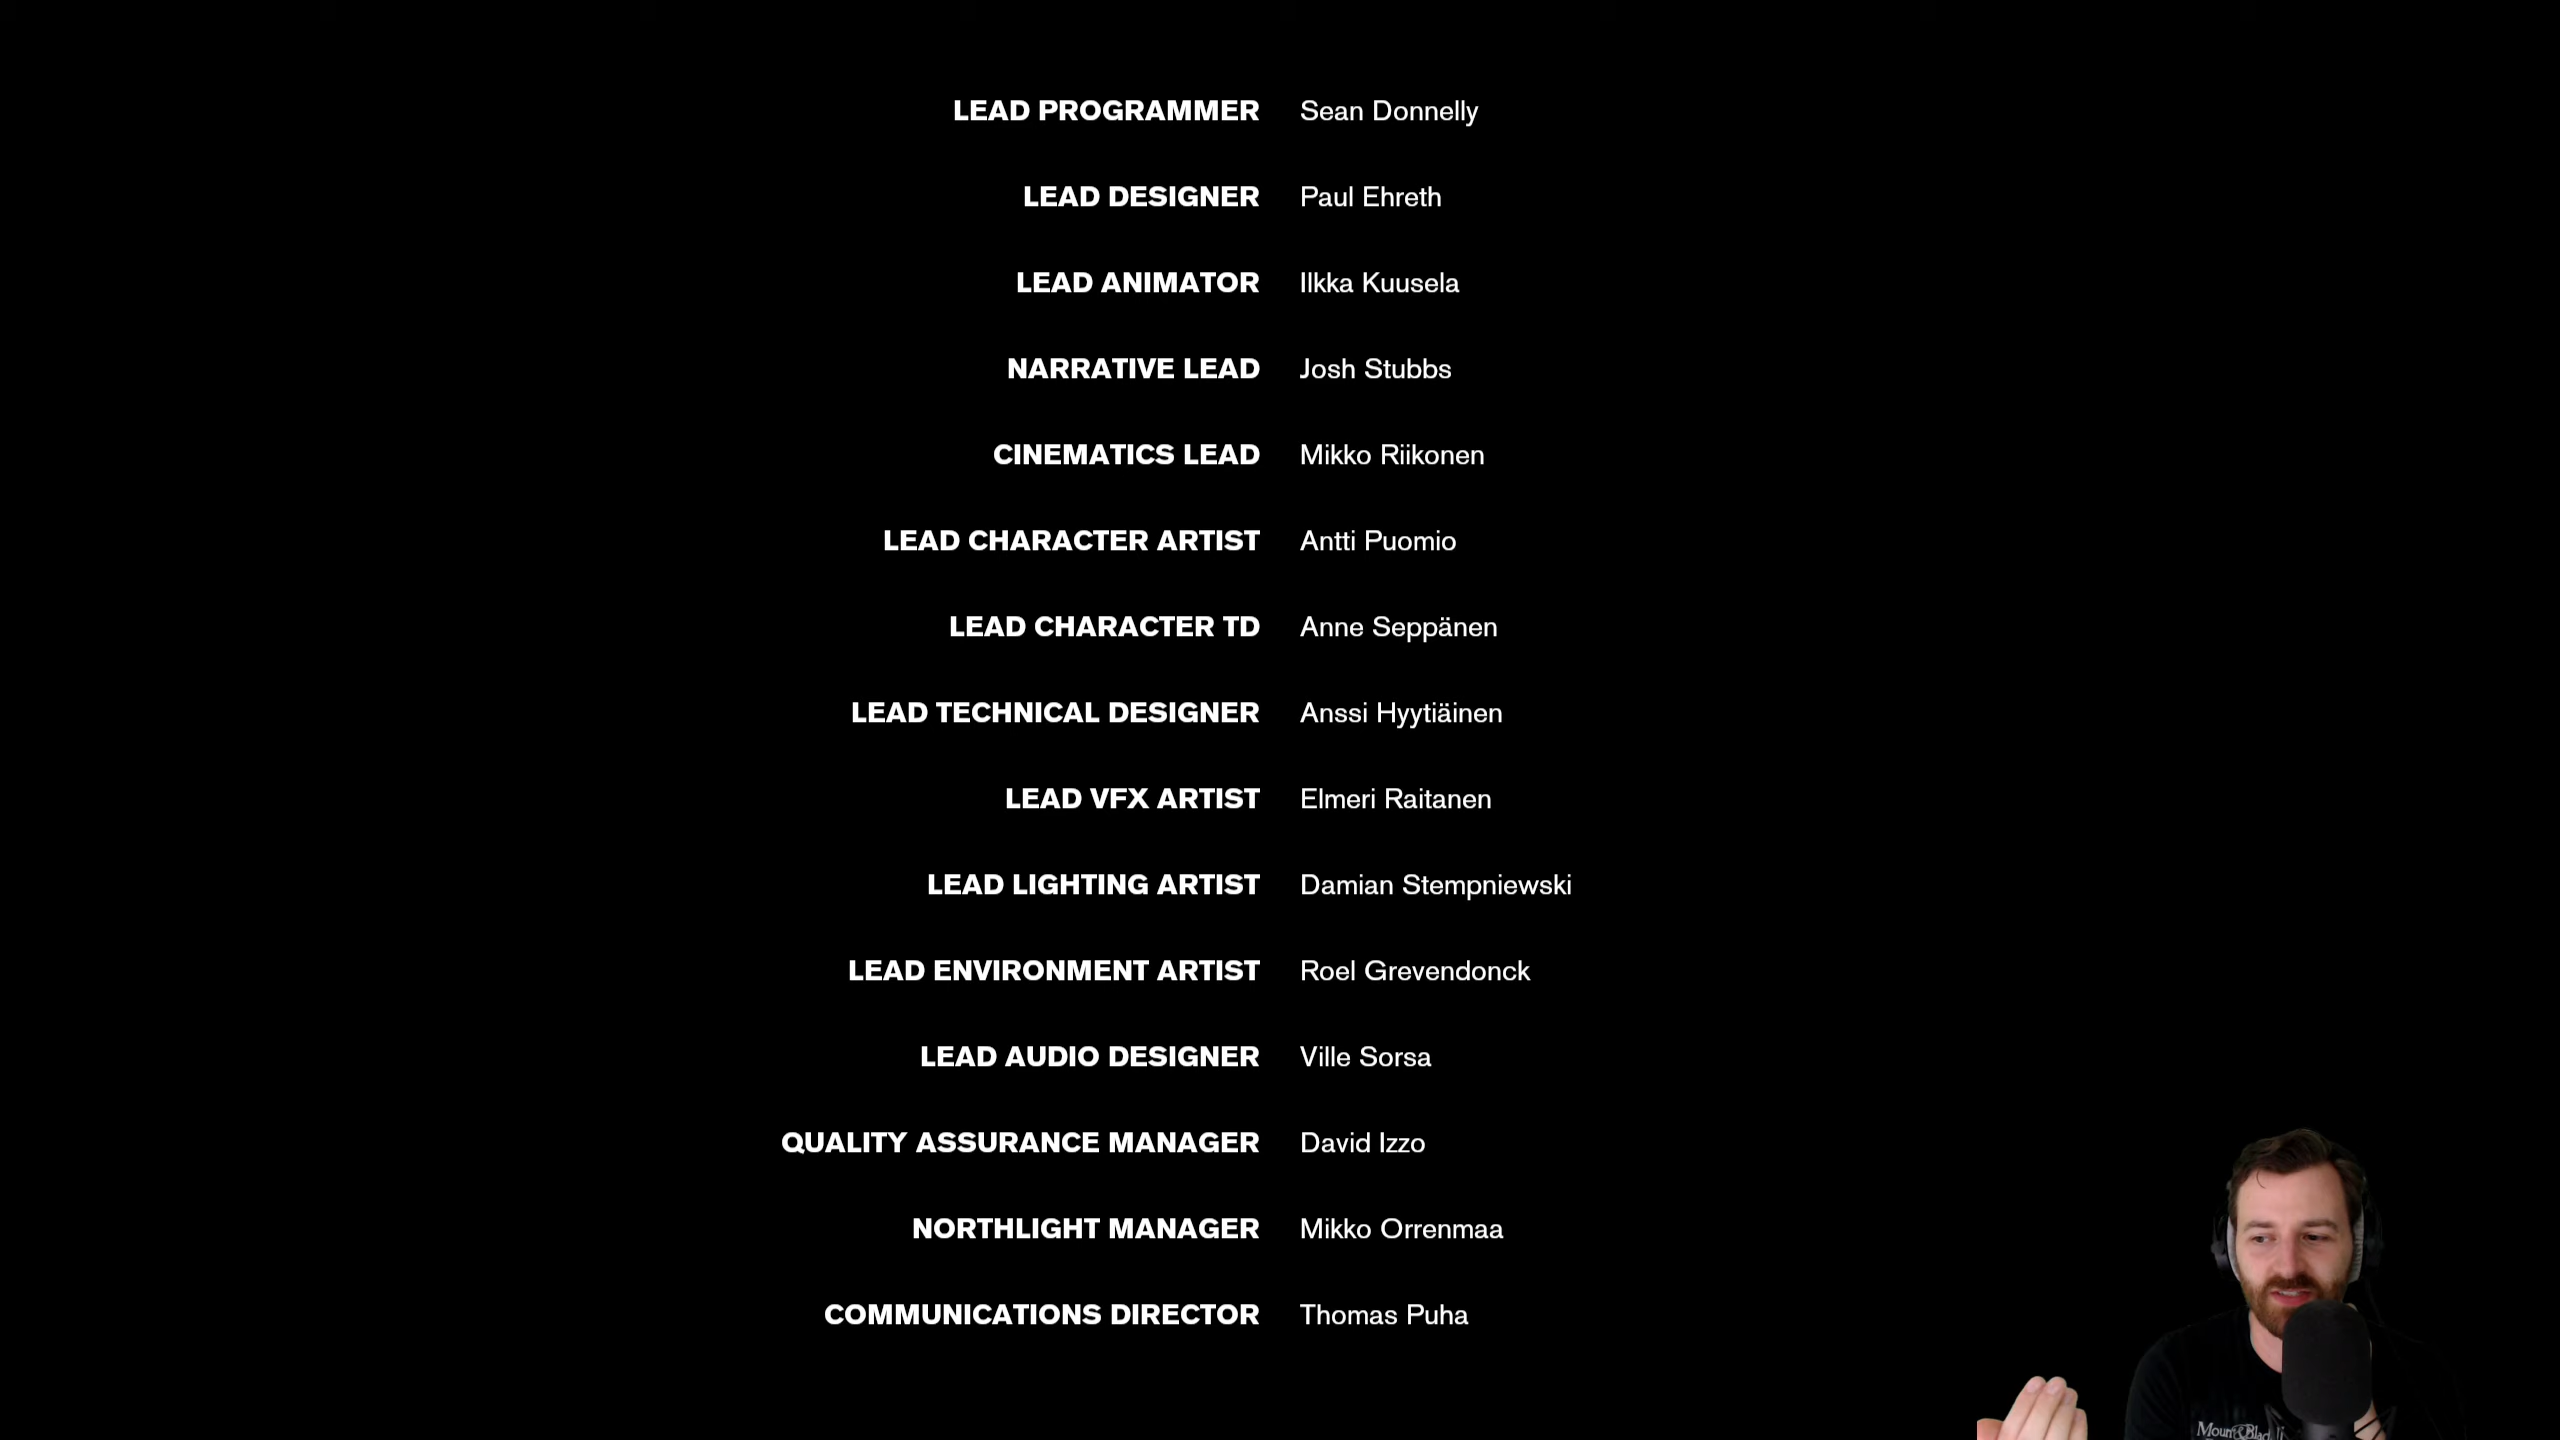 LEAD PROGRAMMER Sean Donnelly
LEAD DESIGNER Paul Ehreth
LEAD ANIMATOR Ilkka Kuusela
NARRATIVE LEAD Josh Stubbs
CINEMATICS LEAD Mikko Riikonen
LEAD CHARACTER ARTIST Antti Puomio
LEAD CHARACTER TD Anne Seppänen
LEAD TECHNICAL DESIGNER Anssi Hyytiäinen
LEAD VFX ARTIST Elmeri Raitanen
LEAD LIGHTING ARTIST Damian Stempniewski
LEAD ENVIRONMENT ARTIST Roel Grevendonck
LEAD AUDIO DESIGNER Ville Sorsa
QUALITY ASSURANCE MANAGER David Izzo
NORTHLIGHT MANAGER Mikko Orrenmaa
COMMUNICATIONS DIRECTOR Thomas Puha